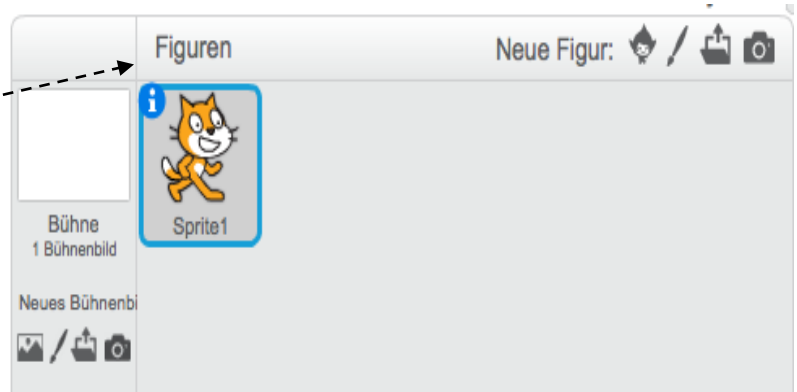 Figuren
Neue Figur:
i
Sprite1
Bühne
1 Bühnenbild
Neues Bühnenbi